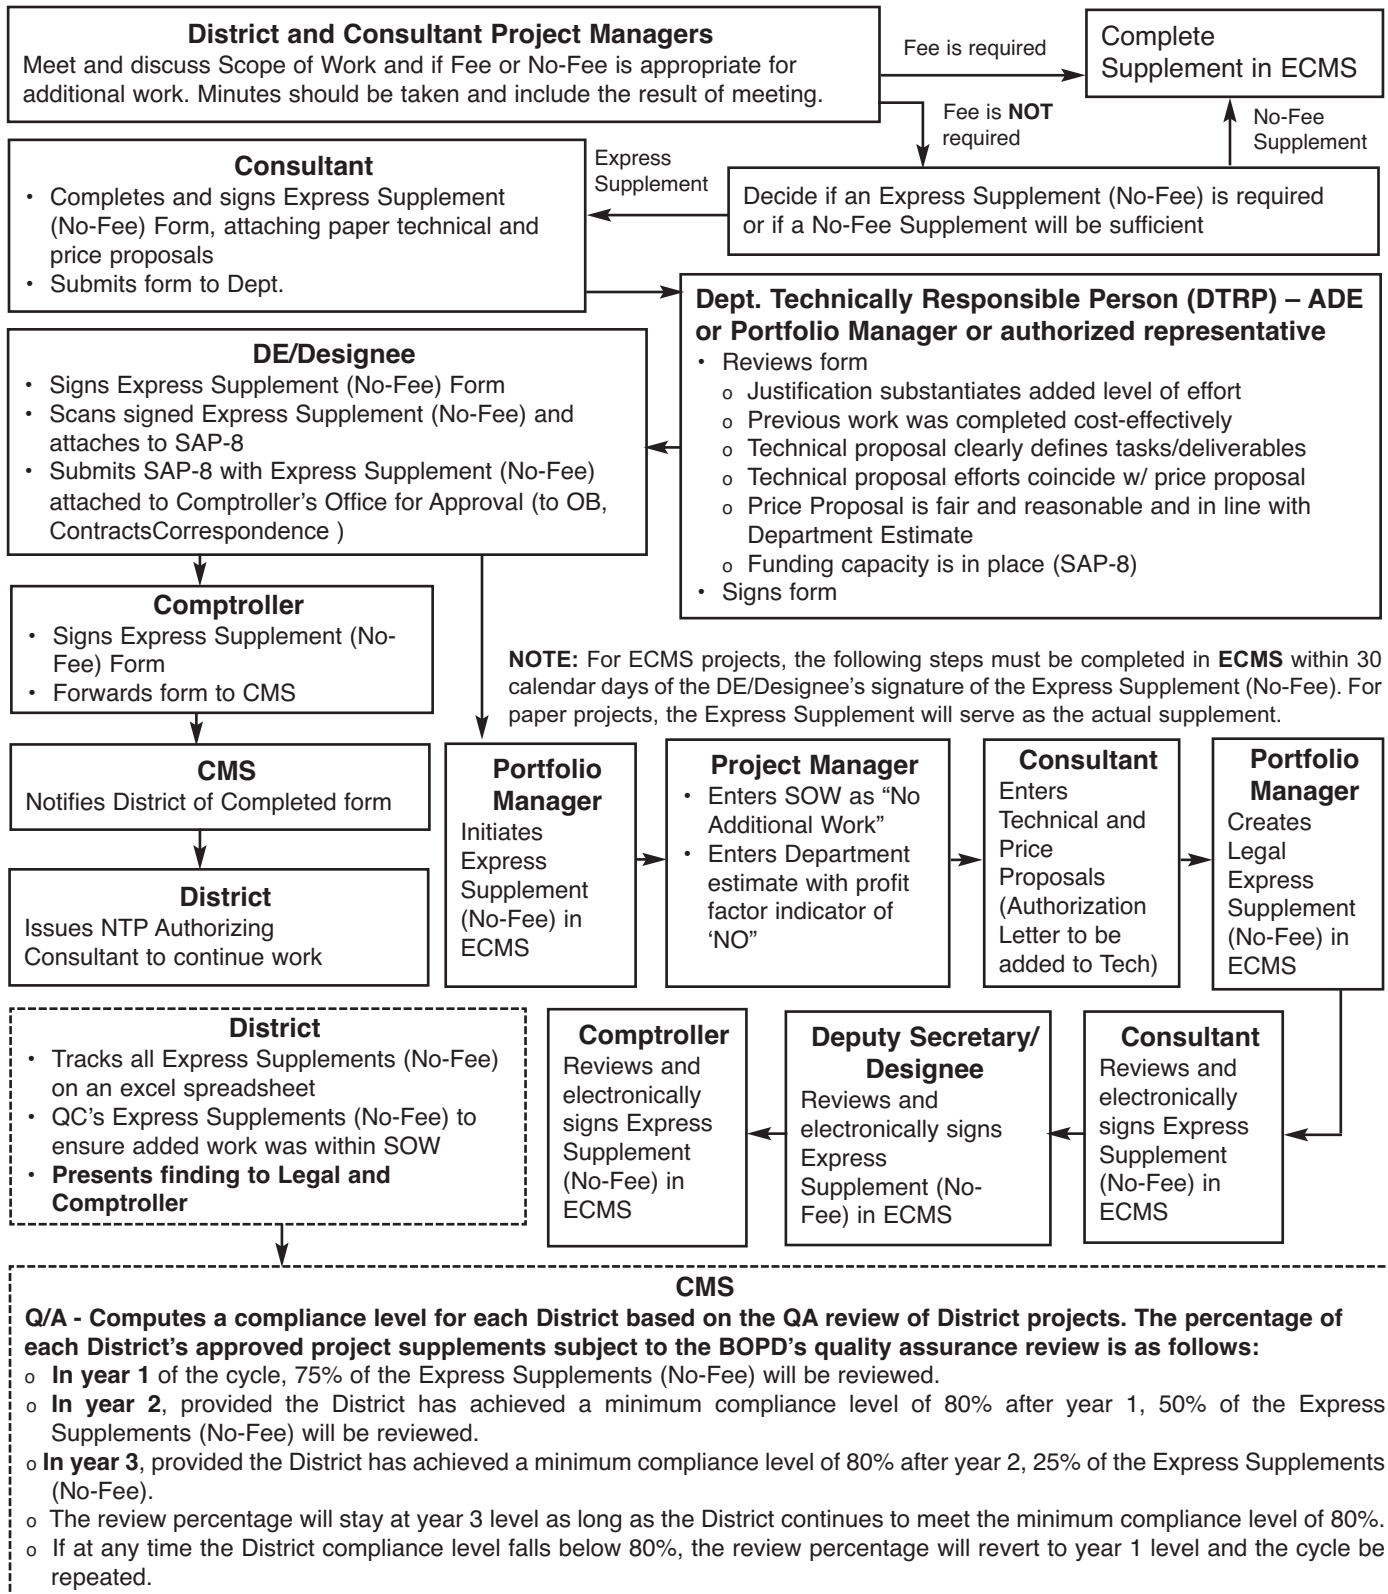 District and Consultant Project Managers
Meet and discuss Scope of Work and if Fee or No-Fee is appropriate for
additional work. Minutes should be taken and include the result of meeting.
Fee is required
Complete
Supplement in ECMS
Fee is NOT
required
No-Fee
Supplement
Decide if an Express Supplement (No-Fee) is required
or if a No-Fee Supplement will be sufficient
Express
Supplement
Consultant
• Completes and signs Express Supplement
(No-Fee) Form, attaching paper technical and
price proposals
• Submits form to Dept.
Dept. Technically Responsible Person (DTRP) – ADE
or Portfolio Manager or authorized representative
• Reviews form
o Justification substantiates added level of effort
o Previous work was completed cost-effectively
o Technical proposal clearly defines tasks/deliverables
o Technical proposal efforts coincide w/ price proposal
o Price Proposal is fair and reasonable and in line with
Department Estimate
o Funding capacity is in place (SAP-8)
• Signs form
DE/Designee
• Signs Express Supplement (No-Fee) Form
• Scans signed Express Supplement (No-Fee) and
attaches to SAP-8
• Submits SAP-8 with Express Supplement (No-Fee)
attached to Comptroller’s Office for Approval (to OB,
ContractsCorrespondence )
Comptroller
• Signs Express Supplement (No-
Fee) Form
• Forwards form to CMS
CMS
Notifies District of Completed form
District
Issues NTP Authorizing
Consultant to continue work
NOTE: For ECMS projects, the following steps must be completed in ECMS within 30
calendar days of the DE/Designee’s signature of the Express Supplement (No-Fee). For
paper projects, the Express Supplement will serve as the actual supplement.
Portfolio
Manager
Initiates
Express
Supplement
(No-Fee) in
ECMS
Project Manager
• Enters SOW as “No
Additional Work”
• Enters Department
estimate with profit
factor indicator of
‘NO”
Consultant
Enters
Technical and
Price
Proposals
(Authorization
Letter to be
added to Tech)
Portfolio
Manager
Creates
Legal
Express
Supplement
(No-Fee) in
ECMS
Consultant
Reviews and
electronically
signs Express
Supplement
(No-Fee) in
ECMS
Deputy Secretary/
Designee
Reviews and
electronically signs
Express
Supplement (No-
Fee) in ECMS
Comptroller
Reviews and
electronically
signs Express
Supplement
(No-Fee) in
ECMS
District
• Tracks all Express Supplements (No-Fee)
on an excel spreadsheet
• QC’s Express Supplements (No-Fee) to
ensure added work was within SOW
• Presents finding to Legal and
Comptroller
CMS
Q/A - Computes a compliance level for each District based on the QA review of District projects. The percentage of
each District’s approved project supplements subject to the BOPD’s quality assurance review is as follows:
o In year 1 of the cycle, 75% of the Express Supplements (No-Fee) will be reviewed.
o In year 2, provided the District has achieved a minimum compliance level of 80% after year 1, 50% of the Express
Supplements (No-Fee) will be reviewed.
o In year 3, provided the District has achieved a minimum compliance level of 80% after year 2, 25% of the Express Supplements
(No-Fee).
o The review percentage will stay at year 3 level as long as the District continues to meet the minimum compliance level of 80%.
o If at any time the District compliance level falls below 80%, the review percentage will revert to year 1 level and the cycle be
repeated.